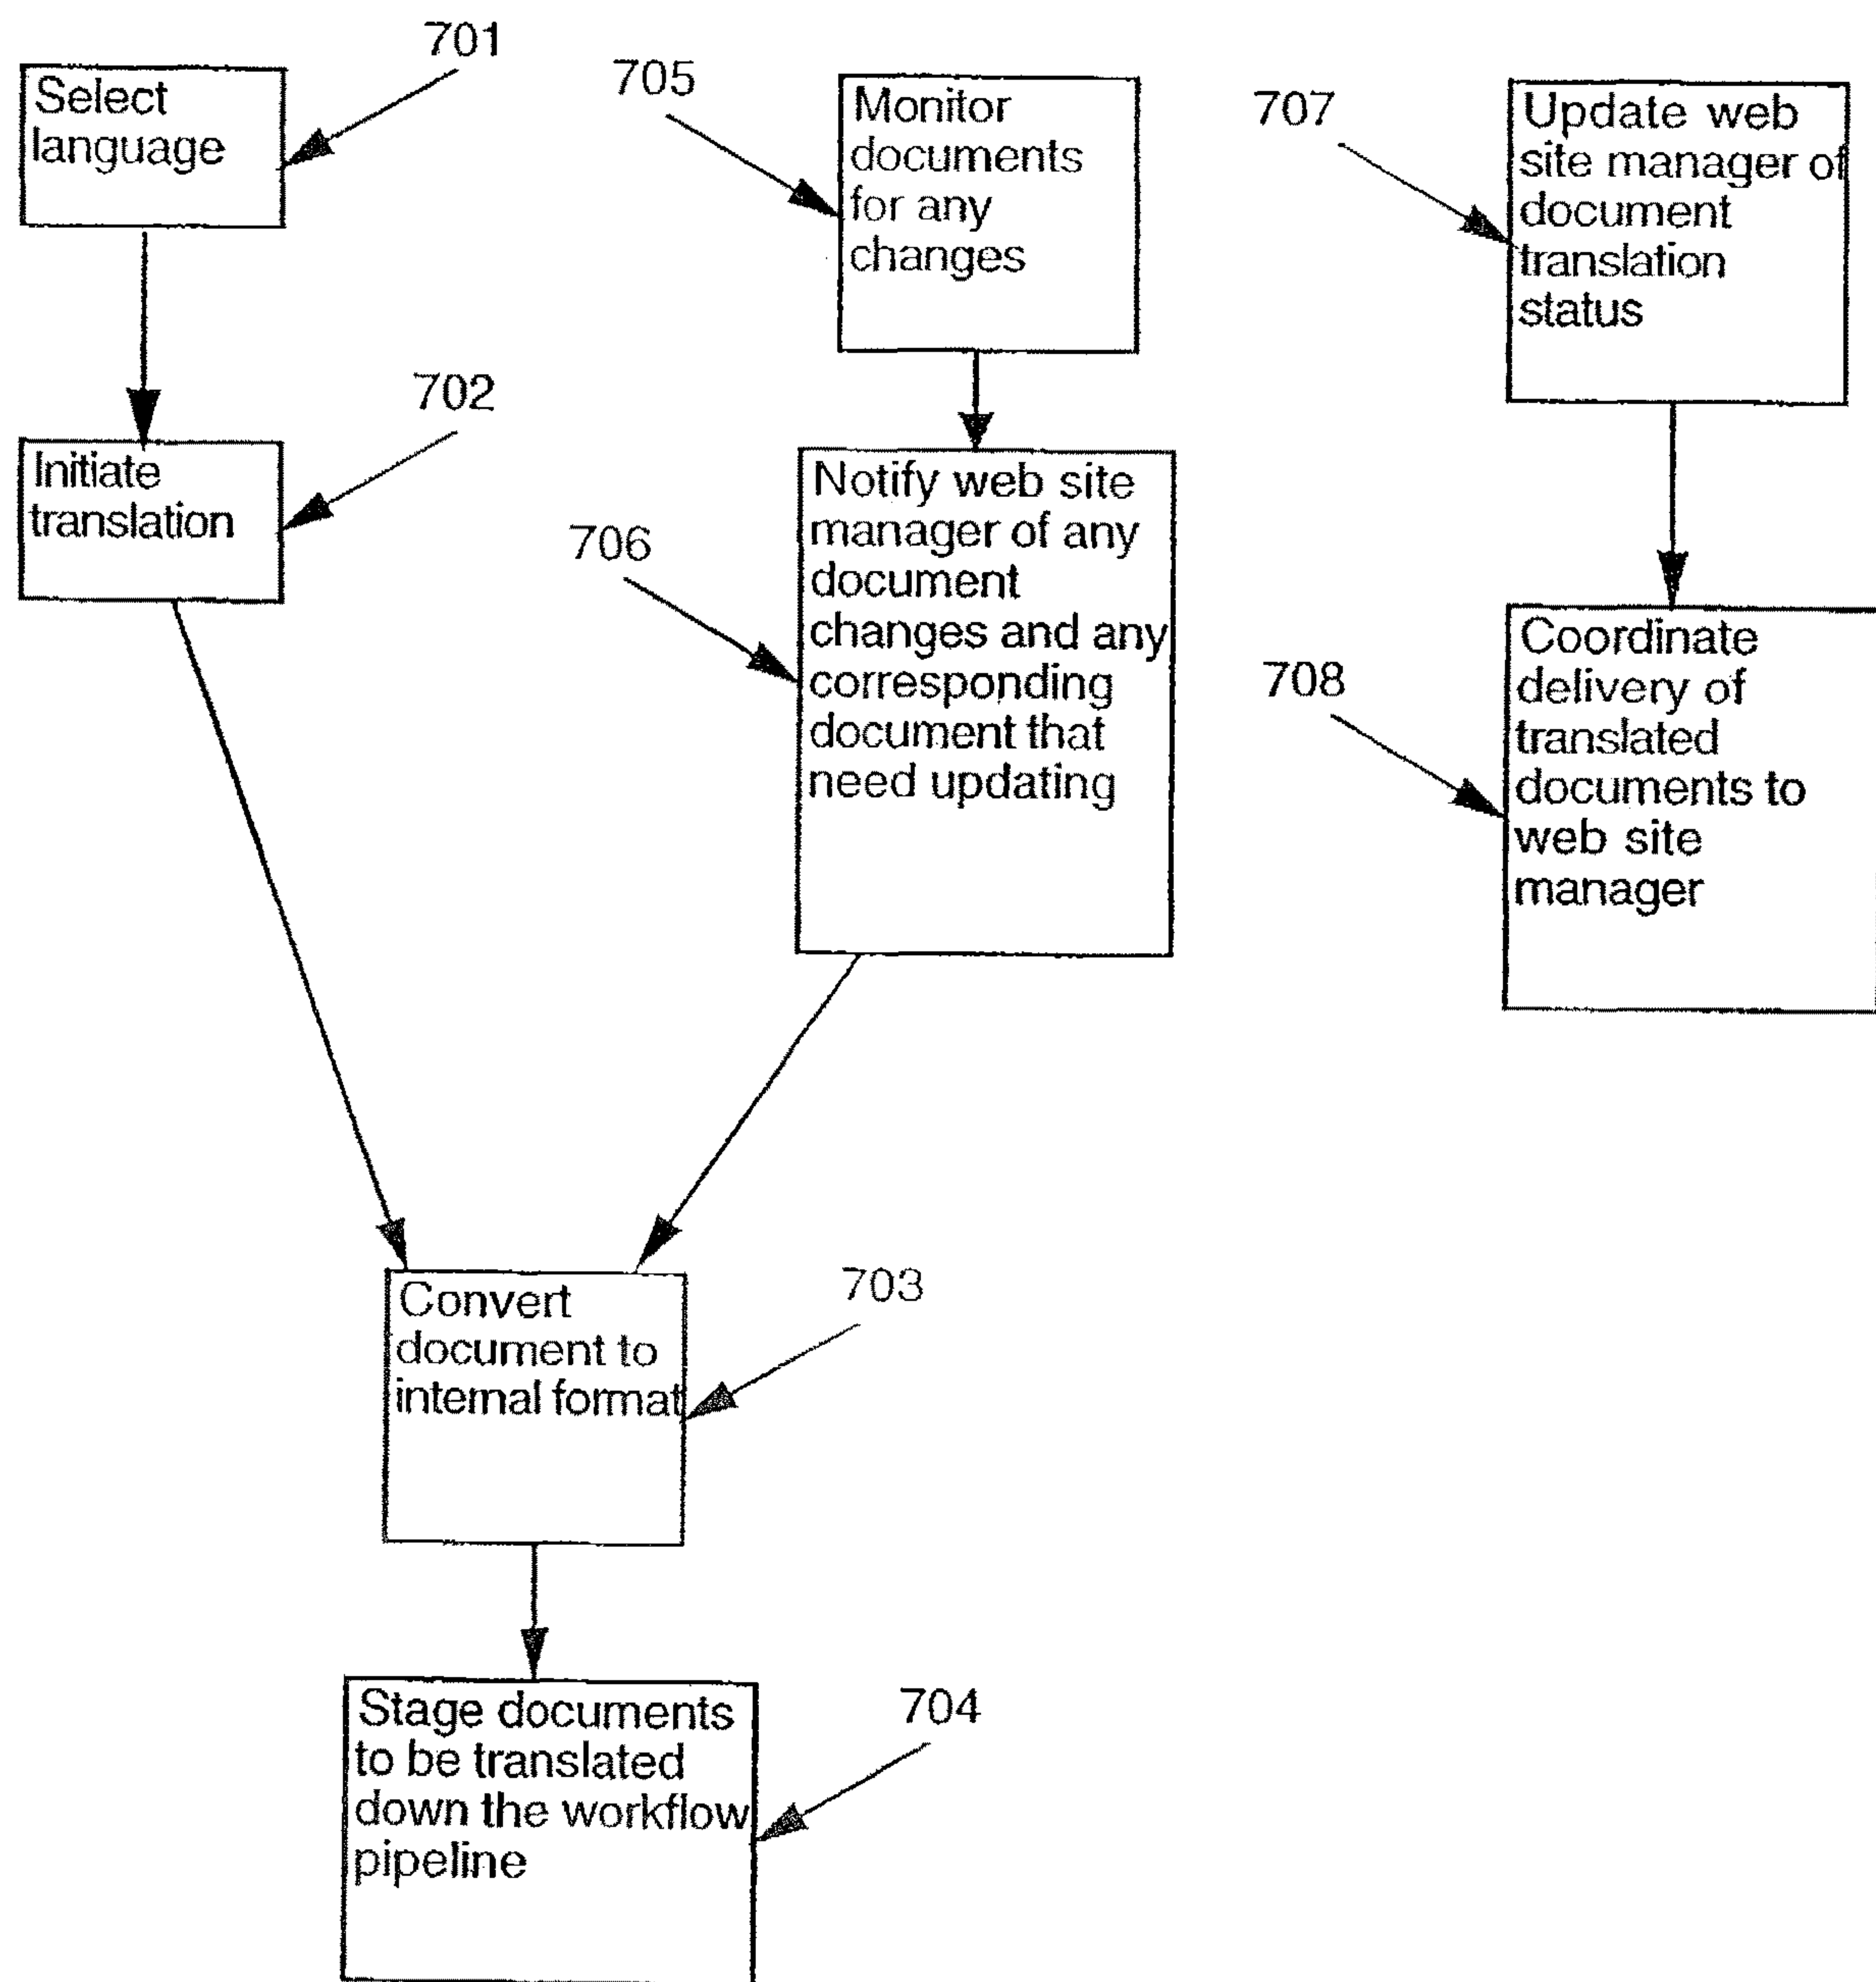 701
Select
language
702
Initiate
translation
705
Monitor
documents
for any
changes
706
Notify web site
manager of any
document
changes and any
corresponding
document that
need updating
707
Update web
site manager of
document
translation
status
708
Coordinate
delivery of
translated
documents to
web site
manager
703
Convert
document to
internal format
704
Stage documents
to be translated
down the workflow
pipeline